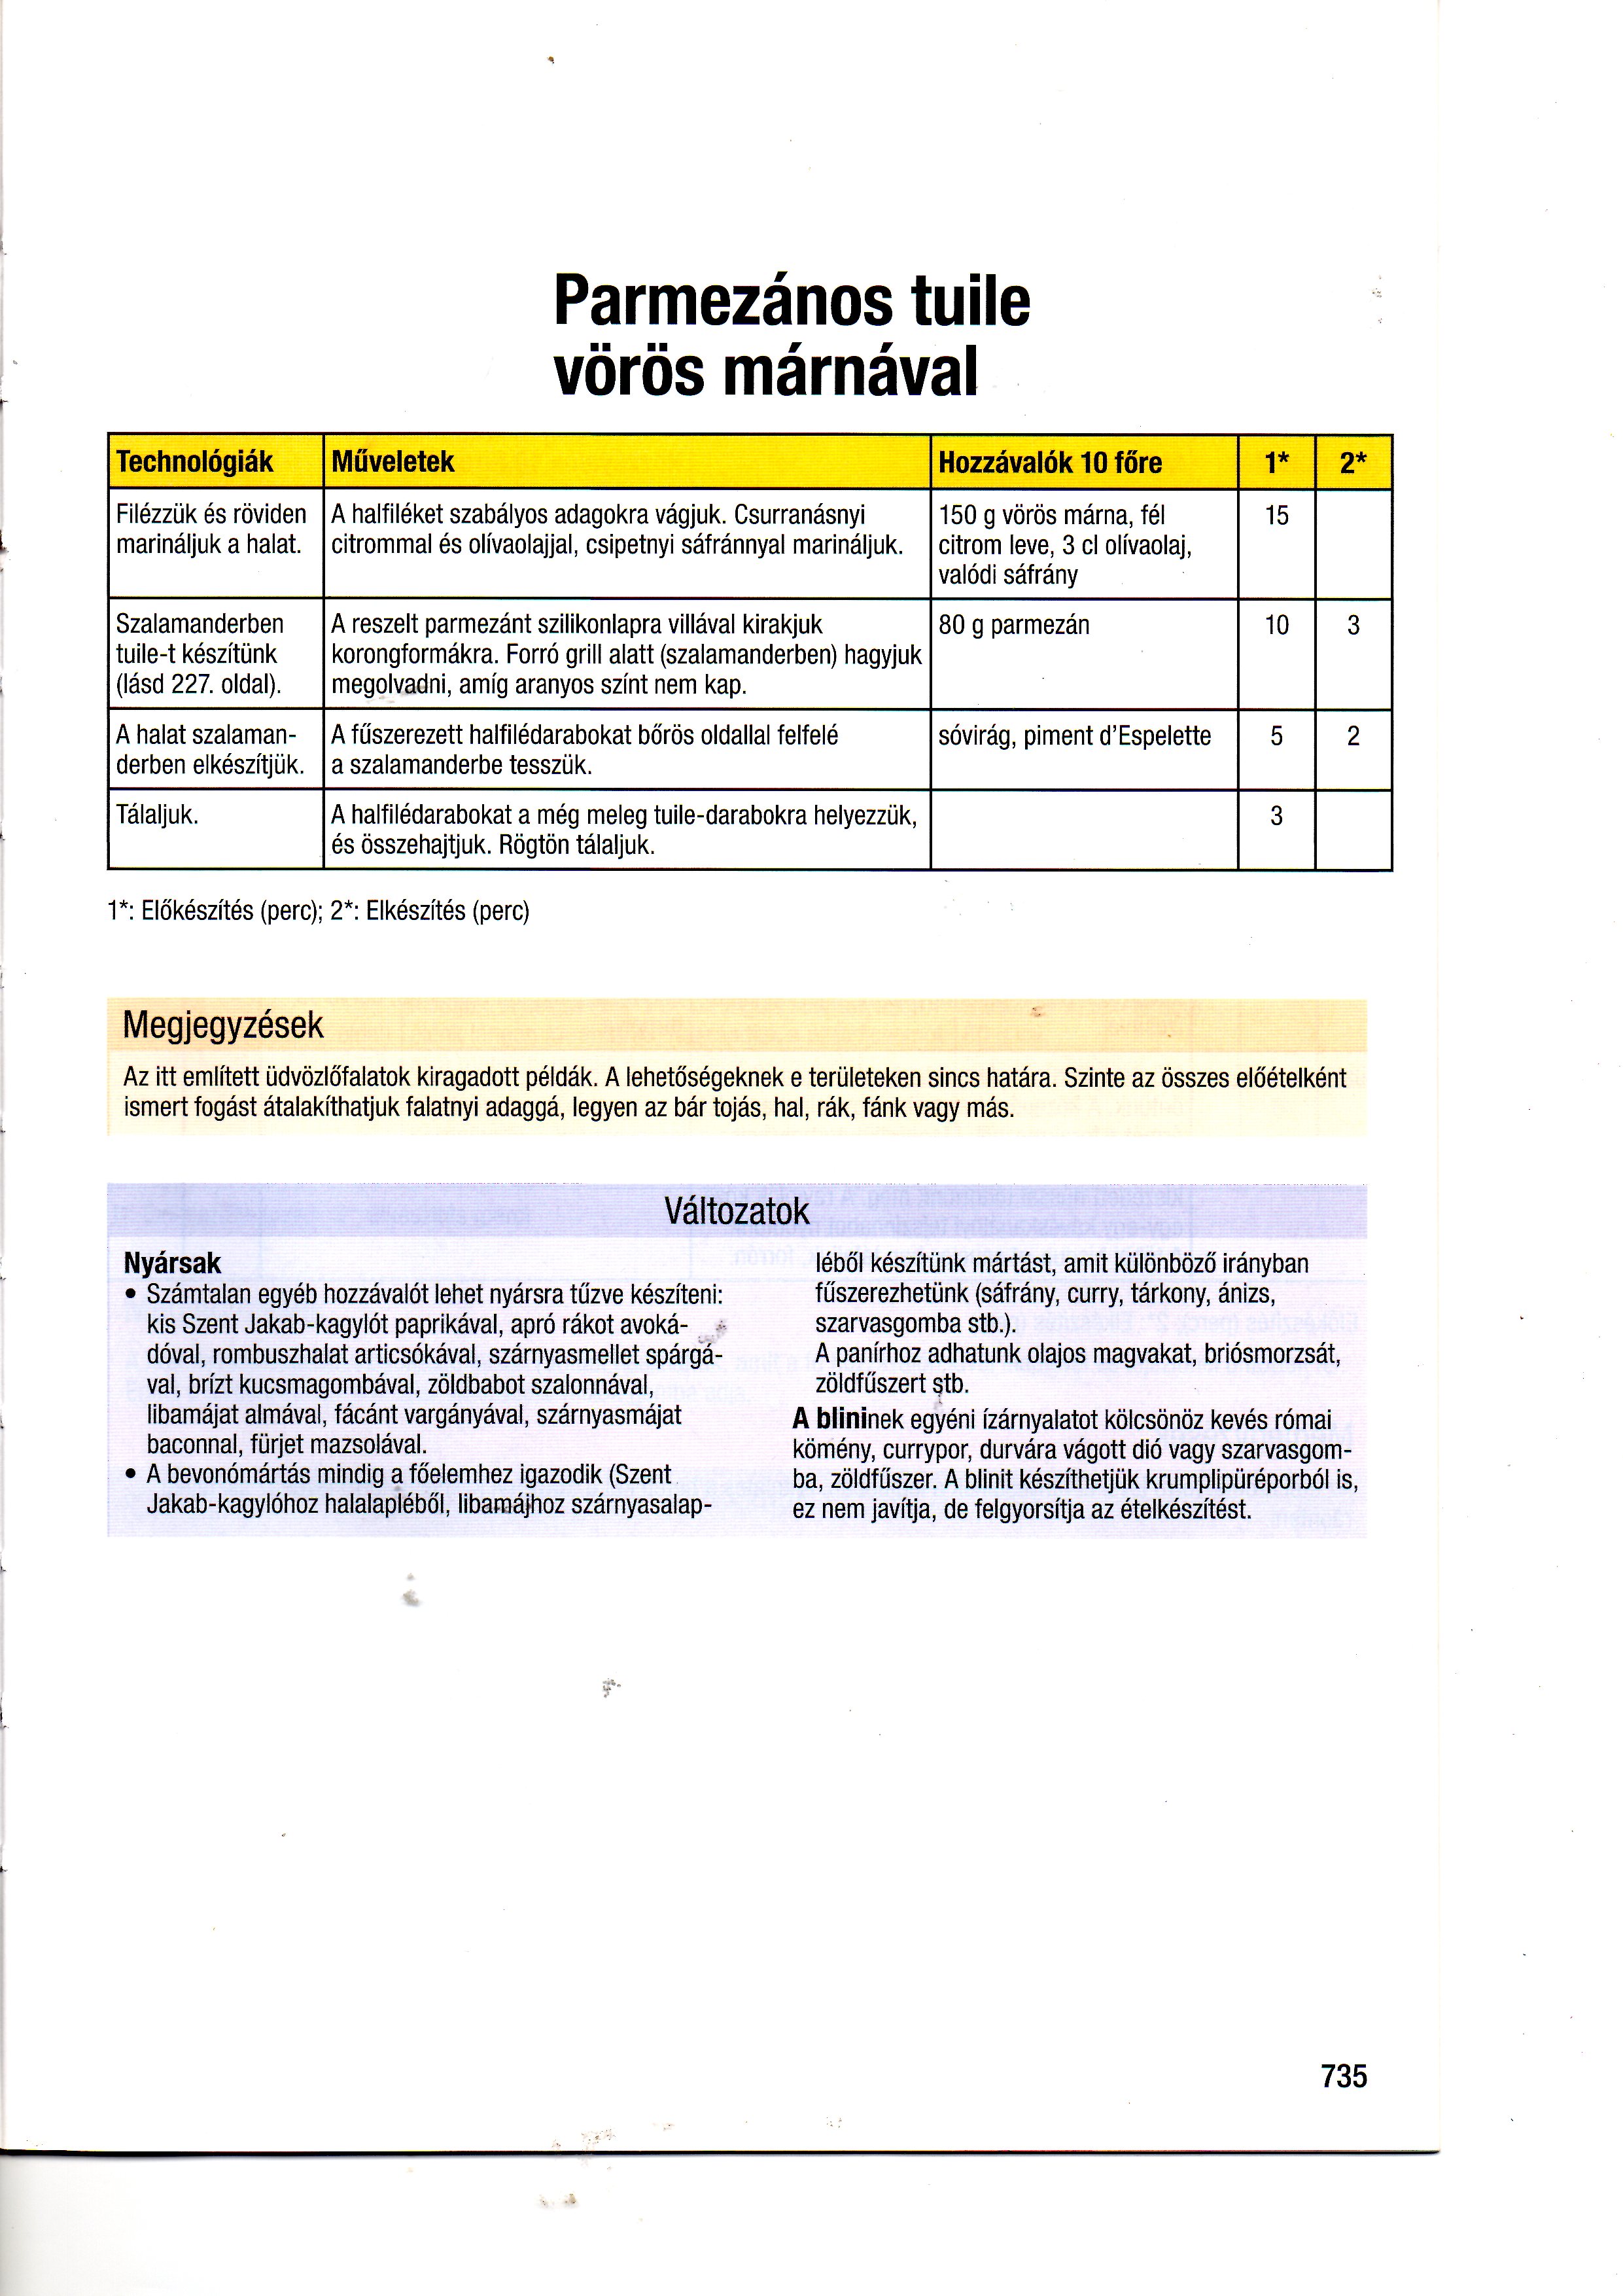 Parmezános tuile
vörös márnával
Technológiák Műveletek Hozzávalók 10 főre 1* 2*
Filézzük és röviden
marináljuk a halat.
A halfiléket szabályos adagokra vágjuk. Csurranásnyi
citrommal és olívaolajjal, csipetnyi sáfránnyal marináljuk.
150 g vörös márna, fél
citrom leve, 3 cl olívaolaj,
valódi sáfrány
15
Szalamanderben
tuile-t készítünk
(lásd 227. oldal).
A reszelt parmezánt szilikonlapra villával kirakjuk
korongformákra. Forró grill alatt (szalamanderben) hagyjuk
megolvadni, amíg aranyos színt nem kap.
80 g parmezán
10
3
A halat szalaman-
derben elkészítjük.
A fűszerezett halfilédarabokat bőrös oldallal felfelé
a szalamanderbe tesszük.
sóvirág, piment d'Espelette
5
2
Tálaljuk.
A halfilédarabokat a még meleg tuile-darabokra helyezzük,
és összehajtjuk. Rögtön tálaljuk.
3
1*: Előkészítés (perc); 2*: Elkészítés (perc)
Megjegyzések
Az itt említett üdvözlőfalatok kiragadott példák. A lehetőségeknek e területeken sincs határa. Szinte az összes előételként
ismert fogást átalakíthatjuk falatnyi adaggá, legyen az bár tojás, hal, rák, fánk vagy más.
Változatok
Nyársak
• Számtalan egyéb hozzávalót lehet nyársra tűzve készíteni:
kis Szent Jakab-kagylót paprikával, apró rákot avoká-
dóval, rombuszhalat articsókával, szárnyasmellet spárgá-
val, brízt kucsmagombával, zöldbabot szalonnával,
libamájat almával, fácánt vargányával, szárnyasmájat
baconnal, fürjet mazsolával.
• A bevonómártás mindig a főelemhez igazodik (Szent
Jakab-kagylóhoz halalapléből, libamájhoz szárnyasalap-
léből készítünk mártást, amit különböző irányban
fűszerezhetünk (sáfrány, curry, tárkony, ánizs,
szarvasgomba stb.).
A panírhoz adhatunk olajos magvakat, briósmorzsát,
zöldfűszert stb.
A blininek egyéni ízárnyalatot kölcsönöz kevés római
kömény, currypor, durvára vágott dió vagy szarvasgom-
ba, zöldfűszer. A blinit készíthetjük krumplipüréporból is,
ez nem javítja, de felgyorsítja az ételkészítést.
735